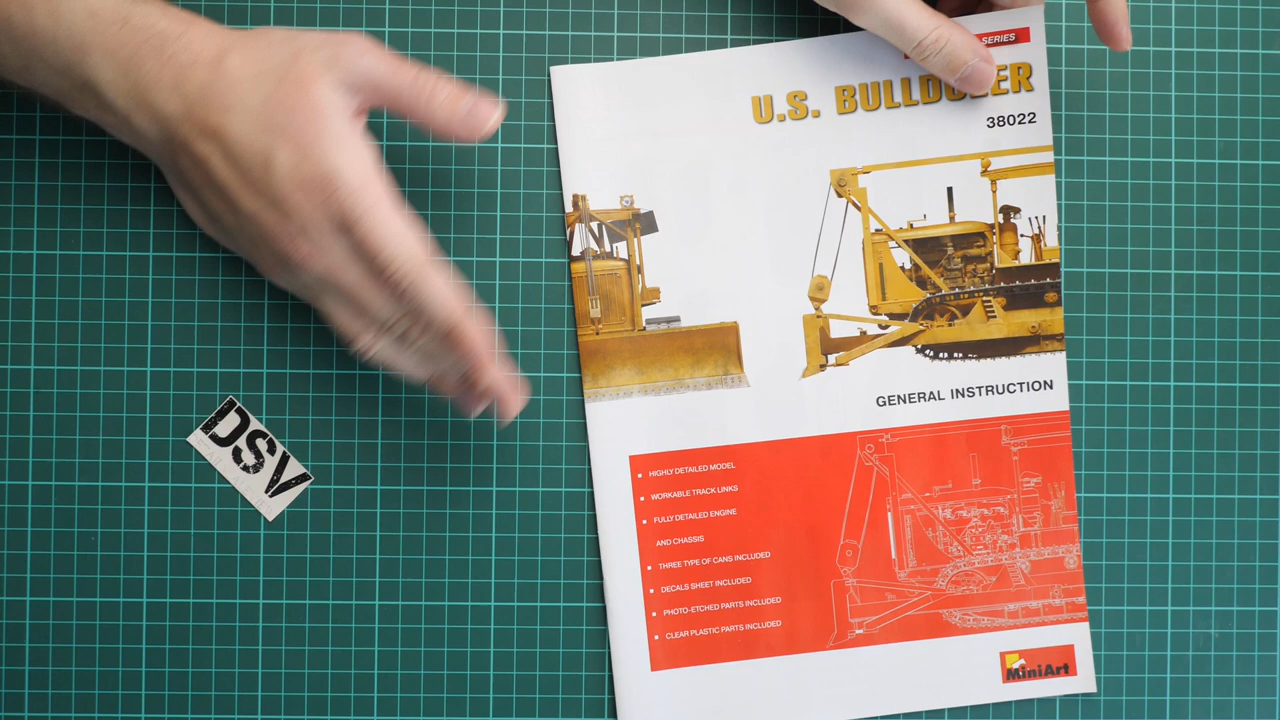 SERIES
U.S. BULLDOZER
38022
GENERAL INSTRUCTION
HIGHLY DETAILED MODEL
WORKABLE TRACK LINKS
FULLY DETAILED ENGINE
AND CHASSIS
THREE TYPE OF CANS INCLUDED
DECALS SHEET INCLUDED
PHOTO-ETCHED PARTS INCLUDED
CLEAR PLASTIC PARTS INCLUDED
MiniArt
DSV